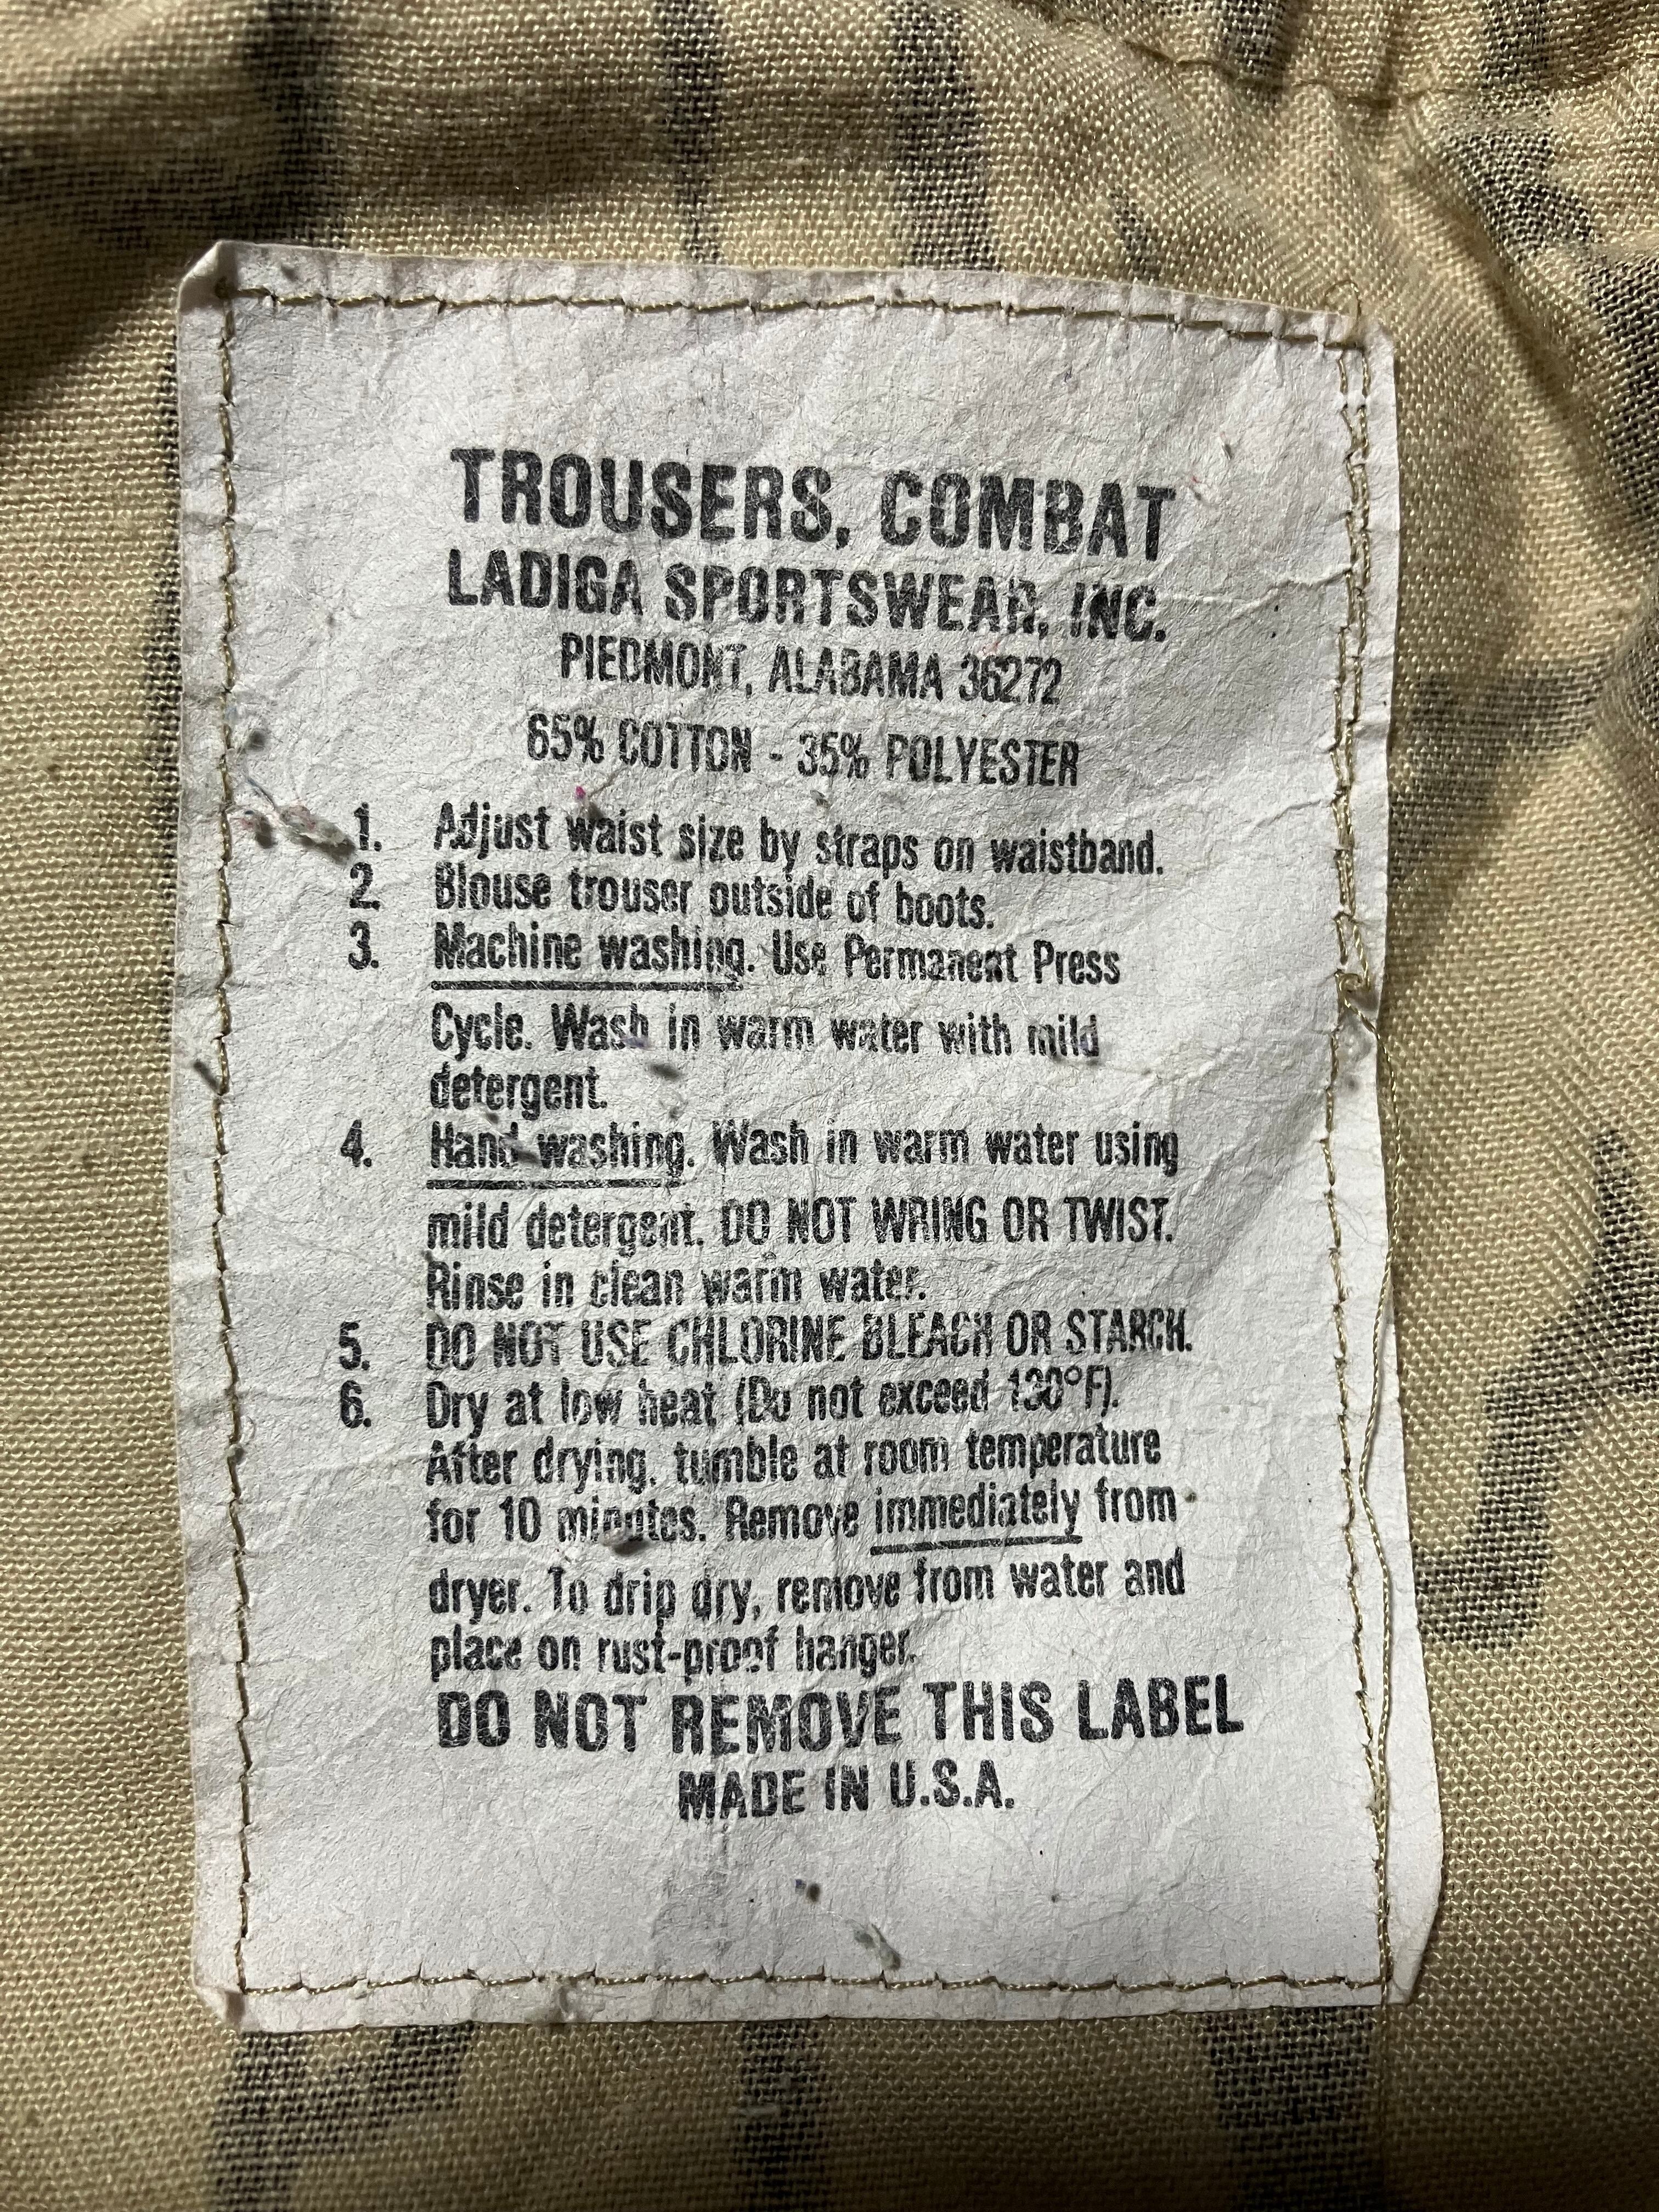 TROUSERS, COMBAT
LADIGA SPORTSWEAR, INC.
PIEDMONT, ALABAMA 36272
65% COTTON - 35% POLYESTER
1. Adjust waist size by straps on waistband.
2. Blouse trouser outside of boots.
3. Machine washing. Use Permanent Press
Cycle. Wash in warm water with mild
detergent.
4. Hand washing. Wash in warm water using
mild detergent. DO NOT WRING OR TWIST.
Rinse in clean warm water.
5. DO NOT USE CHLORINE BLEACH OR STARCH.
6. Dry at low heat (Do not exceed 130°F).
After drying, tumble at room temperature
for 10 minutes. Remove immediately from
dryer. To drip dry, remove from water and
place on rust-proof hanger.
DO NOT REMOVE THIS LABEL
MADE IN U.S.A.